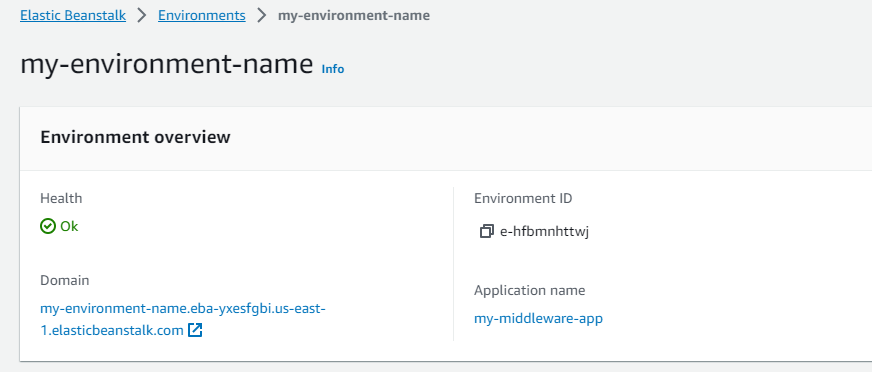 Elastic Beanstalk > Environments > my-environment-name
my-environment-name Info
Environment overview
Health
Ok
Domain
my-environment-name.eba-yxesfgbi.us-east-
1.elasticbeanstalk.com
Environment ID
e-hfbmnhttwj
Application name
my-middleware-app